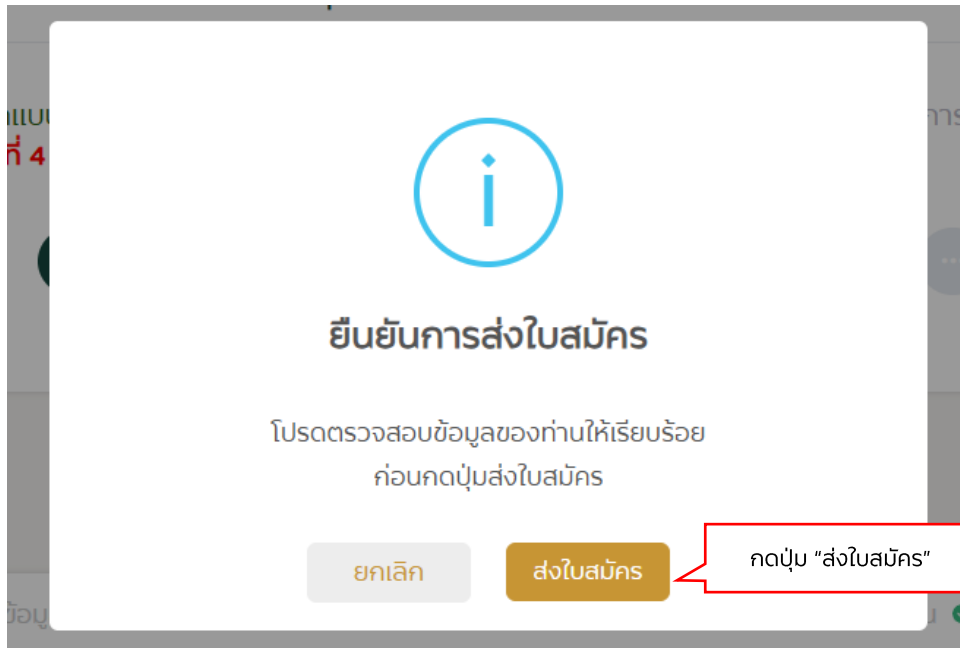 ที่ 4
i
ยืนยันการส่งใบสมัคร
โปรดตรวจสอบข้อมูลของท่านให้เรียบร้อย
ก่อนกดปุ่มส่งใบสมัคร
ยกเลิก
ส่งใบสมัคร
กดปุ่ม “ส่งใบสมัคร”